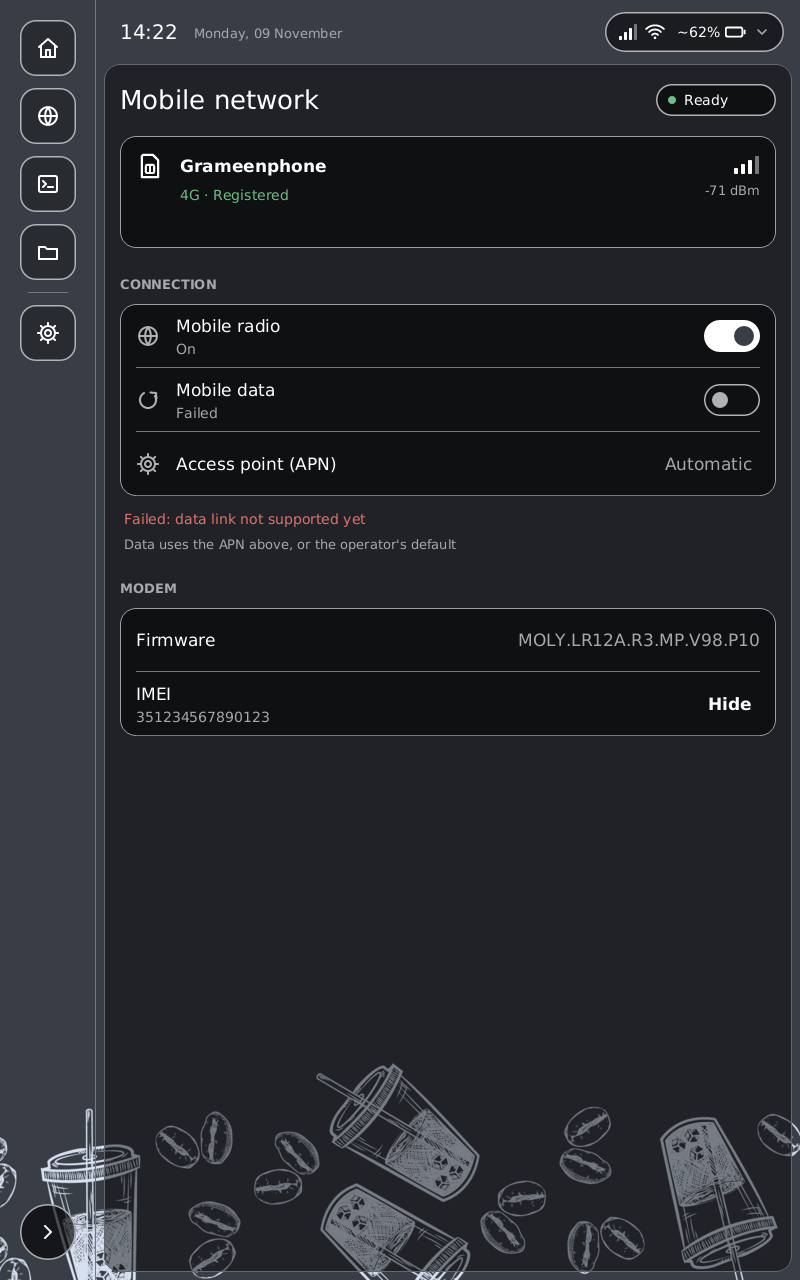 14:22 Monday, 09 November ~62%
Mobile network Ready
Grameenphone
4G · Registered -71 dBm
CONNECTION
Mobile radio
On
Mobile data
Failed
Access point (APN) Automatic
Failed: data link not supported yet
Data uses the APN above, or the operator's default
MODEM
Firmware MOLY.LR12A.R3.MP.V98.P10
IMEI
351234567890123 Hide